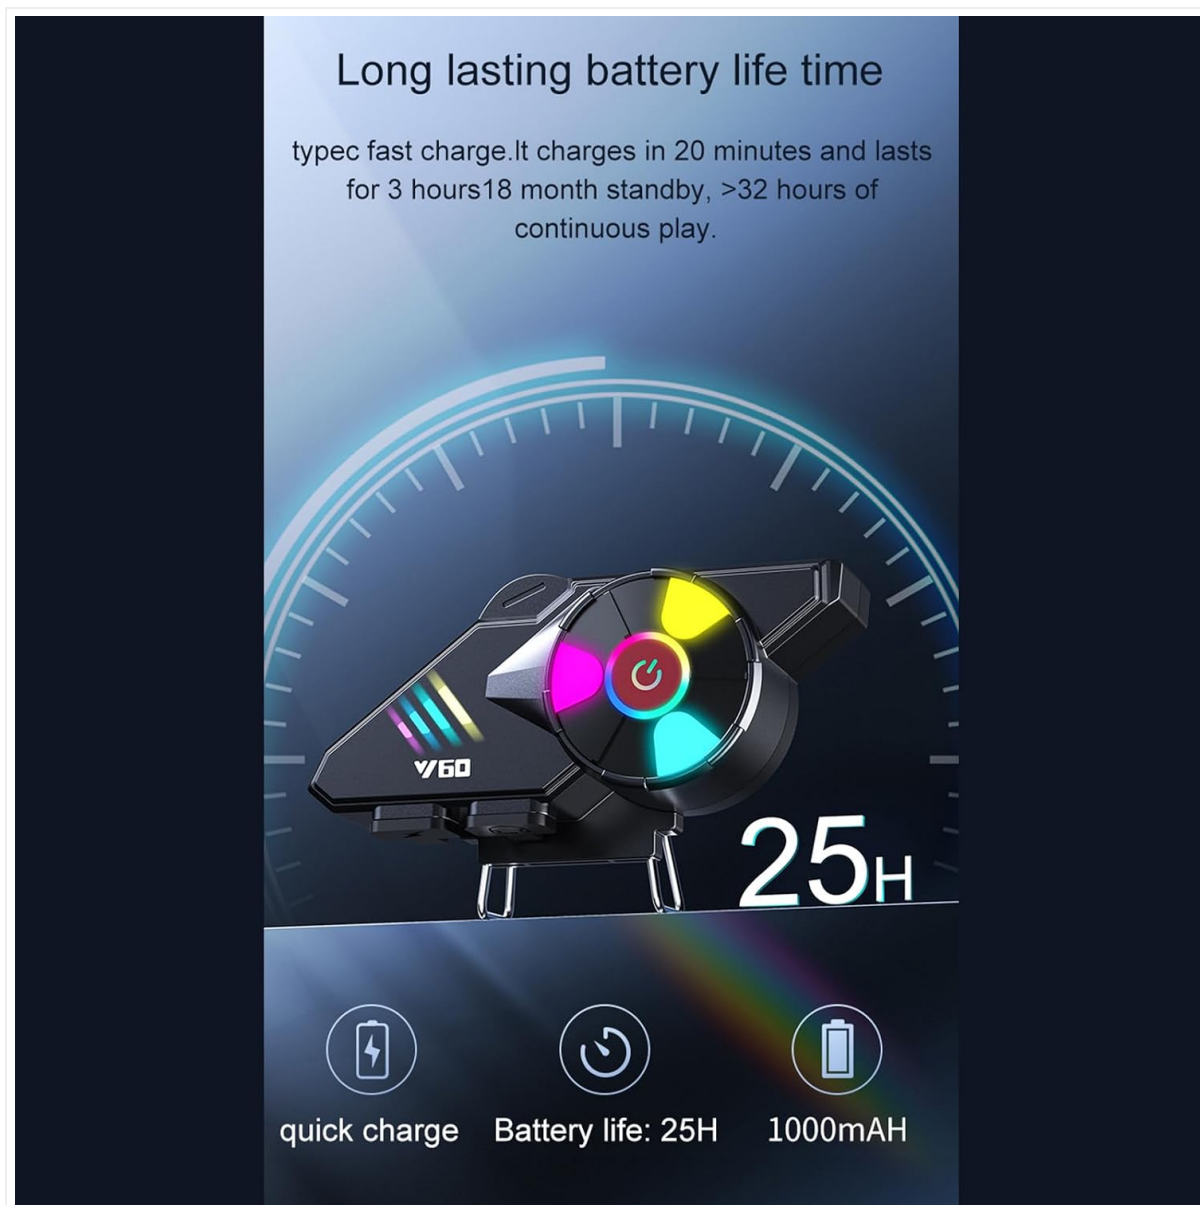 Long lasting battery life time
typec fast charge.It charges in 20 minutes and lasts
for 3 hours18 month standby, >32 hours of
continuous play.
V60
25H
quick charge
Battery life: 25H
1000mAH